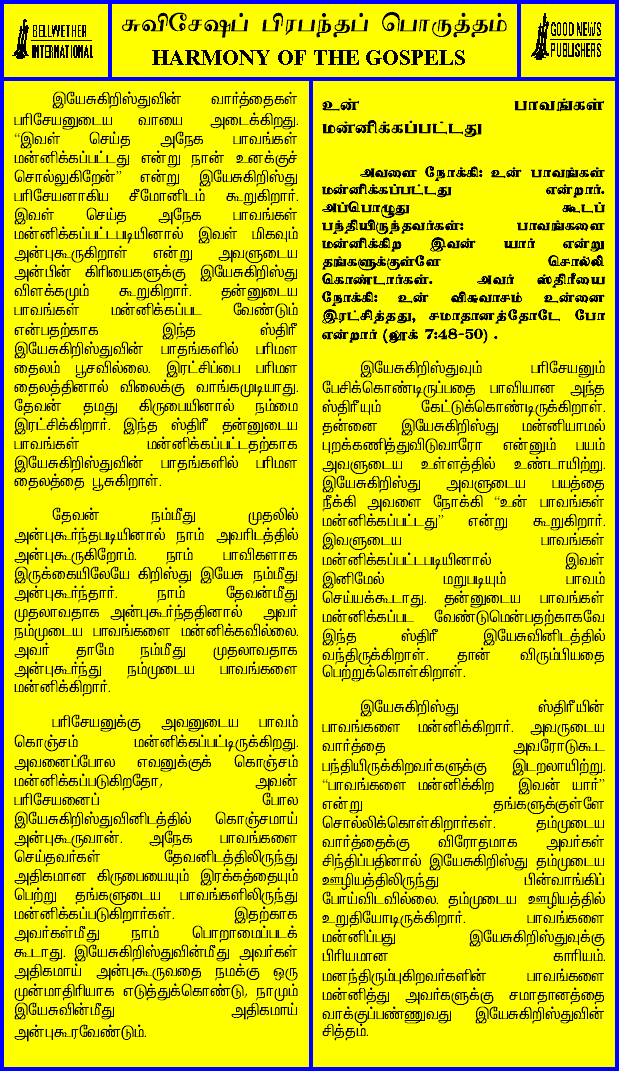 BELLWETHER
INTERNATIONAL
சுவிசேஷப் பிரபந்தப் பொருத்தம்
HARMONY OF THE GOSPELS
GOOD NEWS
PUBLISHERS
இயேசுகிறிஸ்துவின் வார்த்தைகள்
பரிசேயனுடைய வாயை அடைக்கிறது.
“இவள் செய்த அநேக பாவங்கள்
மன்னிக்கப்பட்டது என்று நான் உனக்குச்
சொல்லுகிறேன்” என்று இயேசுகிறிஸ்து
பரிசேயனாகிய சீமோனிடம் கூறுகிறார்.
இவள் செய்த அநேக பாவங்கள்
மன்னிக்கப்பட்டபடியினால் இவள் மிகவும்
அன்புகூருகிறாள் என்று அவளுடைய
அன்பின் கிரியைகளுக்கு இயேசுகிறிஸ்து
விளக்கமும் கூறுகிறார். தன்னுடைய
பாவங்கள் மன்னிக்கப்பட வேண்டும்
என்பதற்காக இந்த ஸ்திரீ
இயேசுகிறிஸ்துவின் பாதங்களில் பரிமள
தைலம் பூசவில்லை. இரட்சிப்பை பரிமள
தைலத்தினால் விலைக்கு வாங்கமுடியாது.
தேவன் தமது கிருபையினால் நம்மை
இரட்சிக்கிறார். இந்த ஸ்திரீ தன்னுடைய
பாவங்கள் மன்னிக்கப்பட்டதற்காக
இயேசுகிறிஸ்துவின் பாதங்களில் பரிமள
தைலத்தை பூசுகிறாள்.
தேவன் நம்மீது முதலில்
அன்புகூர்ந்தபடியினால் நாம் அவரிடத்தில்
அன்புகூருகிறோம். நாம் பாவிகளாக
இருக்கையிலேயே கிறிஸ்து இயேசு நம்மீது
அன்புகூர்ந்தார். நாம் தேவன்மீது
முதலாவதாக அன்புகூர்ந்ததினால் அவர்
நம்முடைய பாவங்களை மன்னிக்கவில்லை.
அவர் தாமே நம்மீது முதலாவதாக
அன்புகூர்ந்து நம்முடைய பாவங்களை
மன்னிக்கிறார்.
பரிசேயனுக்கு அவனுடைய பாவம்
கொஞ்சம் மன்னிக்கப்பட்டிருக்கிறது.
அவனைப்போல எவனுக்குக் கொஞ்சம்
மன்னிக்கப்படுகிறதோ, அவன்
பரிசேயனைப் போல
இயேசுகிறிஸ்துவினிடத்தில் கொஞ்சமாய்
அன்புகூருவான். அநேக பாவங்களை
செய்தவர்கள் தேவனிடத்திலிருந்து
அதிகமான கிருபையையும் இரக்கத்தையும்
பெற்று தங்களுடைய பாவங்களிலிருந்து
மன்னிக்கப்படுகிறார்கள். இதற்காக
அவர்கள்மீது நாம் பொறாமைப்படக்
கூடாது. இயேசுகிறிஸ்துவின்மீது அவர்கள்
அதிகமாய் அன்புகூருவதை நமக்கு ஒரு
முன்மாதிரியாக எடுத்துக்கொண்டு, நாமும்
இயேசுவின்மீது அதிகமாய்
அன்புகூரவேண்டும்.
உன் பாவங்கள்
மன்னிக்கப்பட்டது
அவளை நோக்கி: உன் பாவங்கள்
மன்னிக்கப்பட்டது என்றார்.
அப்பொழுது கூடப்
பந்தியிருந்தவர்கள்: பாவங்களை
மன்னிக்கிற இவன் யார் என்று
தங்களுக்குள்ளே சொல்லி
கொண்டார்கள். அவர் ஸ்திரீயை
நோக்கி: உன் விசுவாசம் உன்னை
இரட்சித்தது, சமாதானத்தோடே போ
என்றார் (லூக் 7:48-50) .
இயேசுகிறிஸ்துவும் பரிசேயனும்
பேசிக்கொண்டிருப்பதை பாவியான அந்த
ஸ்திரீயும் கேட்டுக்கொண்டிருக்கிறாள்.
தன்னை இயேசுகிறிஸ்து மன்னியாமல்
புறக்கணித்துவிடுவாரோ என்னும் பயம்
அவளுடைய உள்ளத்தில் உண்டாயிற்று.
இயேசுகிறிஸ்து அவளுடைய பயத்தை
நீக்கி அவளை நோக்கி “உன் பாவங்கள்
மன்னிக்கப்பட்டது” என்று கூறுகிறார்.
இவளுடைய பாவங்கள்
மன்னிக்கப்பட்டபடியினால் இவள்
இனிமேல் மறுபடியும் பாவம்
செய்யக்கூடாது. தன்னுடைய பாவங்கள்
மன்னிக்கப்பட வேண்டுமென்பதற்காகவே
இந்த ஸ்திரீ இயேசுவினிடத்தில்
வந்திருக்கிறாள். தான் விரும்பியதை
பெற்றுக்கொள்கிறாள்.
இயேசுகிறிஸ்து ஸ்திரீயின்
பாவங்களை மன்னிக்கிறார். அவருடைய
வார்த்தை அவரோடுகூட
பந்தியிருக்கிறவர்களுக்கு இடறலாயிற்று.
“பாவங்களை மன்னிக்கிற இவன் யார்”
என்று தங்களுக்குள்ளே
சொல்லிக்கொள்கிறார்கள். தம்முடைய
வார்த்தைக்கு விரோதமாக அவர்கள்
சிந்திப்பதினால் இயேசுகிறிஸ்து தம்முடைய
ஊழியத்திலிருந்து பின்வாங்கிப்
போய்விடவில்லை. தம்முடைய ஊழியத்தில்
உறுதியோடிருக்கிறார். பாவங்களை
மன்னிப்பது இயேசுகிறிஸ்துவுக்கு
பிரியமான காரியம்.
மனந்திரும்புகிறவர்களின் பாவங்களை
மன்னித்து அவர்களுக்கு சமாதானத்தை
வாக்குப்பண்ணுவது இயேசுகிறிஸ்துவின்
சித்தம்.